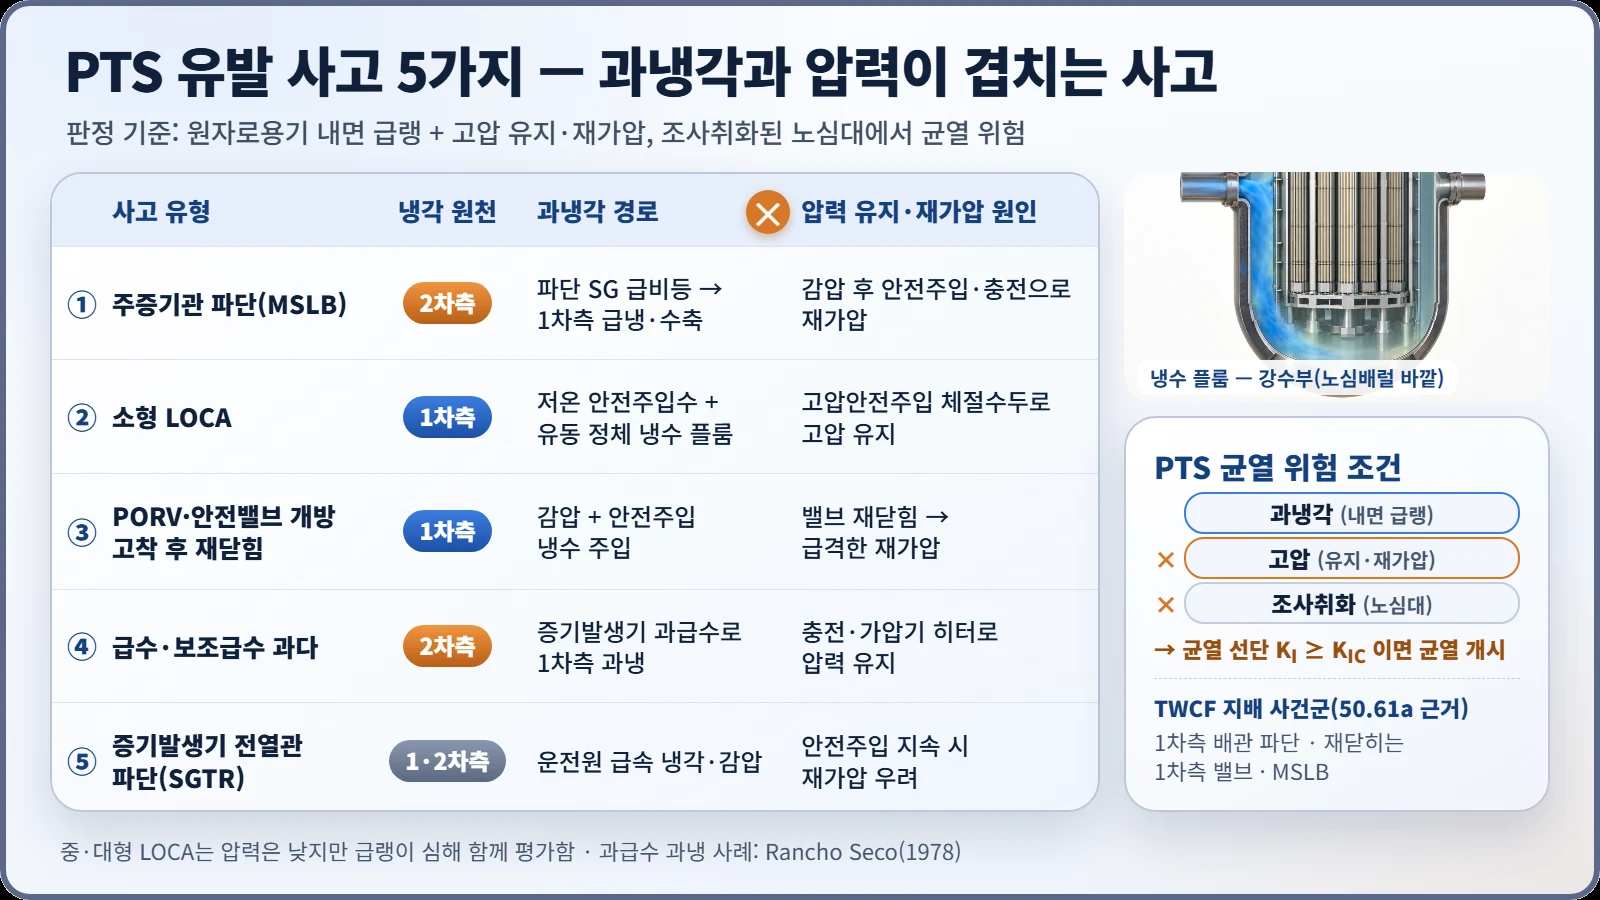 PTS 유발 사고 5가지 — 과냉각과 압력이 겹치는 사고
판정 기준: 원자로용기 내면 급랭 + 고압 유지·재가압, 조사취화된 노심대에서 균열 위험
사고 유형
냉각 원천
과냉각 경로
×
압력 유지·재가압 원인
①
주증기관 파단(MSLB)
2차측
파단 SG 급비등 →
1차측 급냉·수축
감압 후 안전주입·충전으로
재가압
②
소형 LOCA
1차측
저온 안전주입수 +
유동 정체 냉수 플룸
고압안전주입 체절수두로
고압 유지
③
PORV·안전밸브 개방
고착 후 재닫힘
1차측
감압 + 안전주입
냉수 주입
밸브 재닫힘 →
급격한 재가압
④
급수·보조급수 과다
2차측
증기발생기 과급수로
1차측 과냉
충전·가압기 히터로
압력 유지
⑤
증기발생기 전열관
파단(SGTR)
1·2차측
운전원 급속 냉각·감압
안전주입 지속 시
재가압 우려
냉수 플룸 — 강수부(노심배럴 바깥)
PTS 균열 위험 조건
과냉각 (내면 급랭)
× 고압 (유지·재가압)
× 조사취화 (노심대)
→ 균열 선단 KI ≥ KIC 이면 균열 개시
TWCF 지배 사건군(50.61a 근거)
1차측 배관 파단 · 재닫히는
1차측 밸브 · MSLB
중·대형 LOCA는 압력은 낮지만 급랭이 심해 함께 평가함 · 과급수 과냉 사례: Rancho Seco(1978)